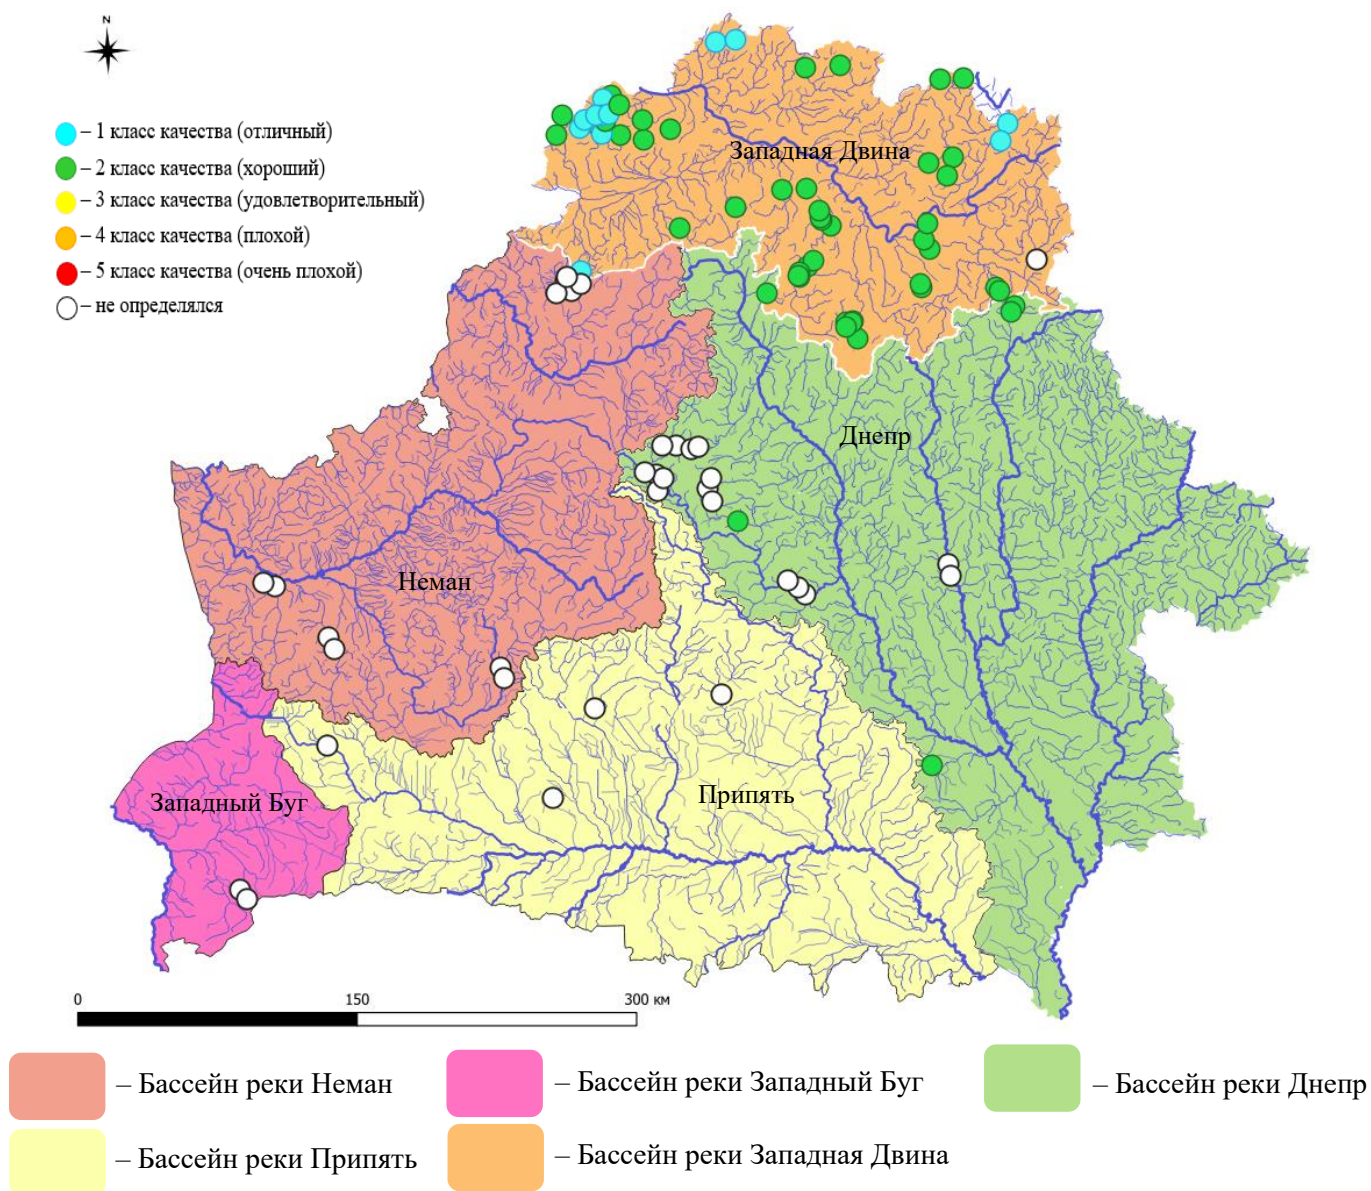 N
– 1 класс качества (отличный)
– 2 класс качества (хороший)
– 3 класс качества (удовлетворительный)
– 4 класс качества (плохой)
– 5 класс качества (очень плохой)
– не определялся
Западная Двина
Днепр
Неман
Западный Буг
Припять
0 150 300 км
– Бассейн реки Неман
– Бассейн реки Западный Буг
– Бассейн реки Днепр
– Бассейн реки Припять
– Бассейн реки Западная Двина